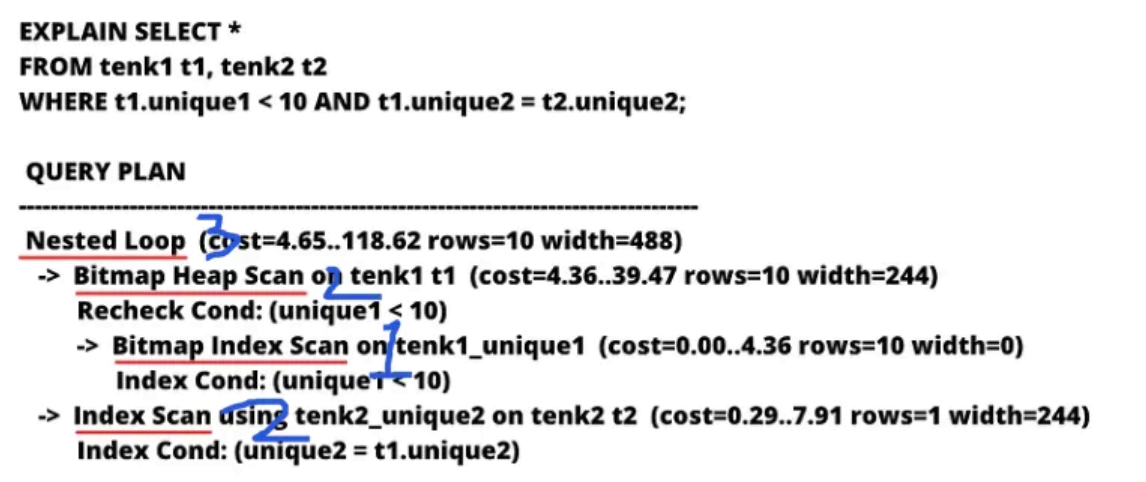 EXPLAIN SELECT *
FROM tenk1 t1, tenk2 t2
WHERE t1.unique1 < 10 AND t1.unique2 = t2.unique2;
QUERY PLAN
--------------------------------------------------------------------------------
Nested Loop (cost=4.65..118.62 rows=10 width=488)
3
-> Bitmap Heap Scan on tenk1 t1 (cost=4.36..39.47 rows=10 width=244)
2
Recheck Cond: (unique1 < 10)
-> Bitmap Index Scan on tenk1_unique1 (cost=0.00..4.36 rows=10 width=0)
1
Index Cond: (unique1 < 10)
-> Index Scan using tenk2_unique2 on tenk2 t2 (cost=0.29..7.91 rows=1 width=244)
2
Index Cond: (unique2 = t1.unique2)